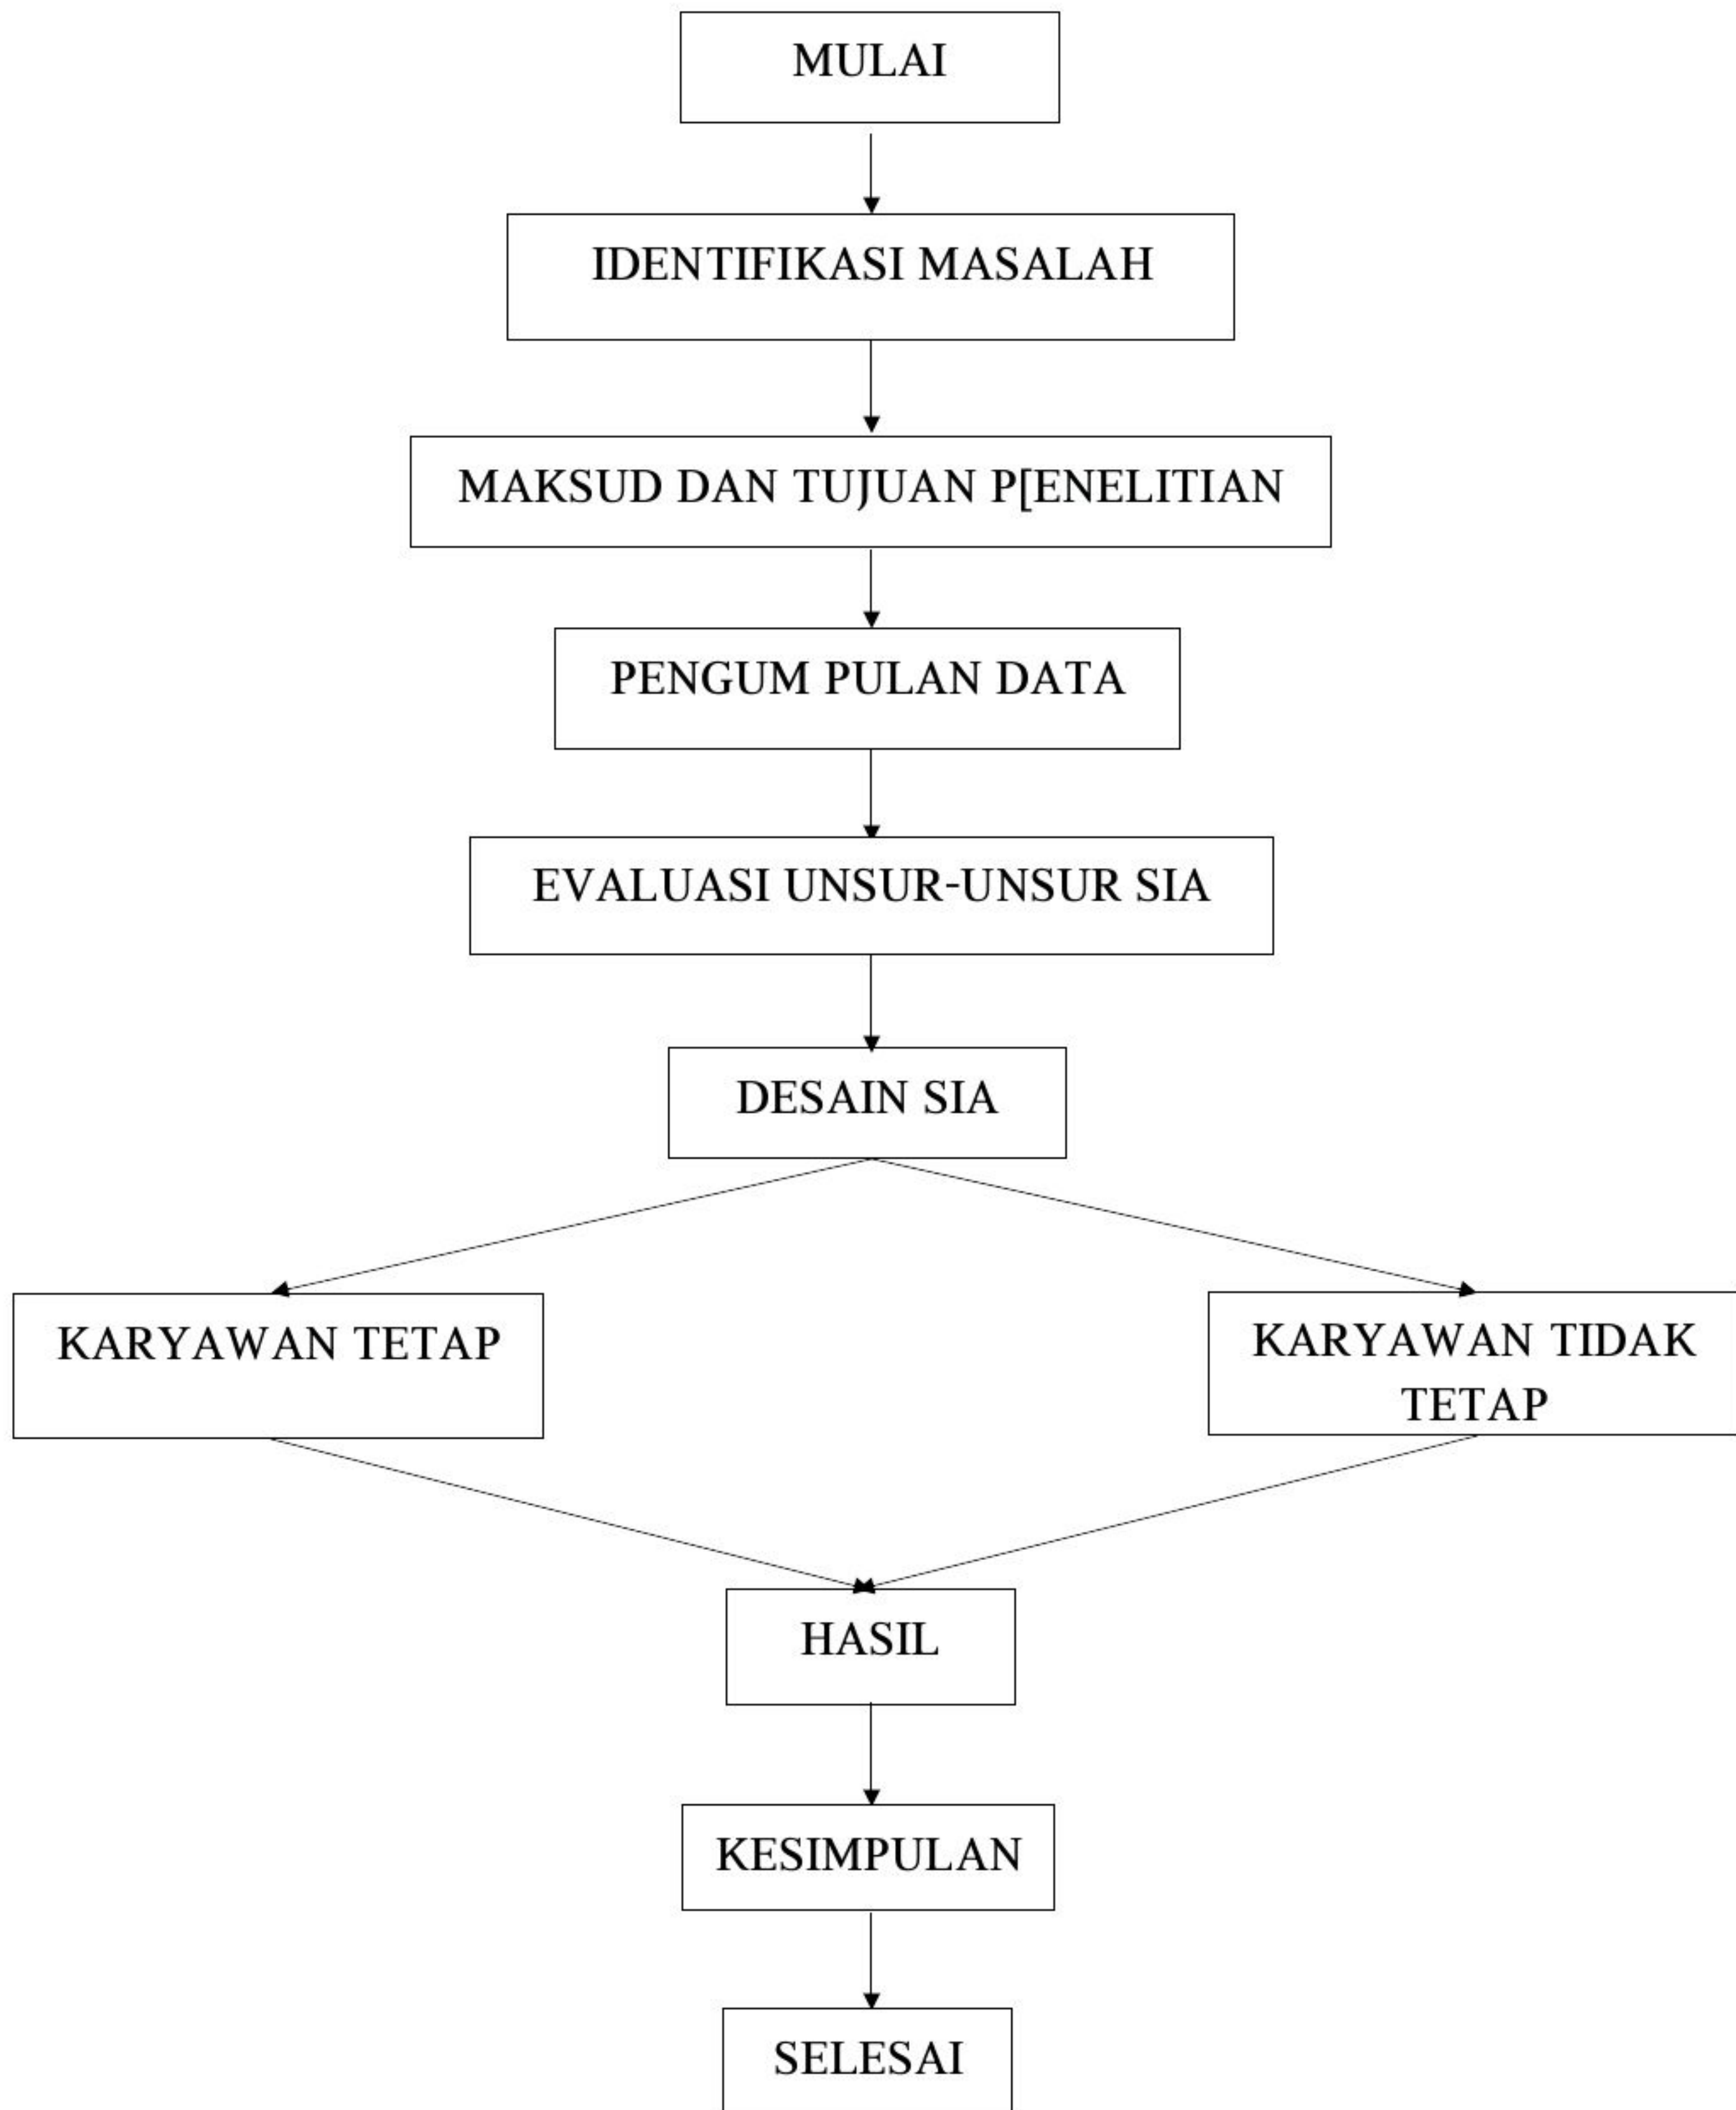 MULAI
IDENTIFIKASI MASALAH
MAKSUD DAN TUJUAN P[ENELITIAN
PENGUM PULAN DATA
EVALUASI UNSUR-UNSUR SIA
DESAIN SIA
KARYAWAN TETAP
KARYAWAN TIDAK
TETAP
HASIL
KESIMPULAN
SELESAI